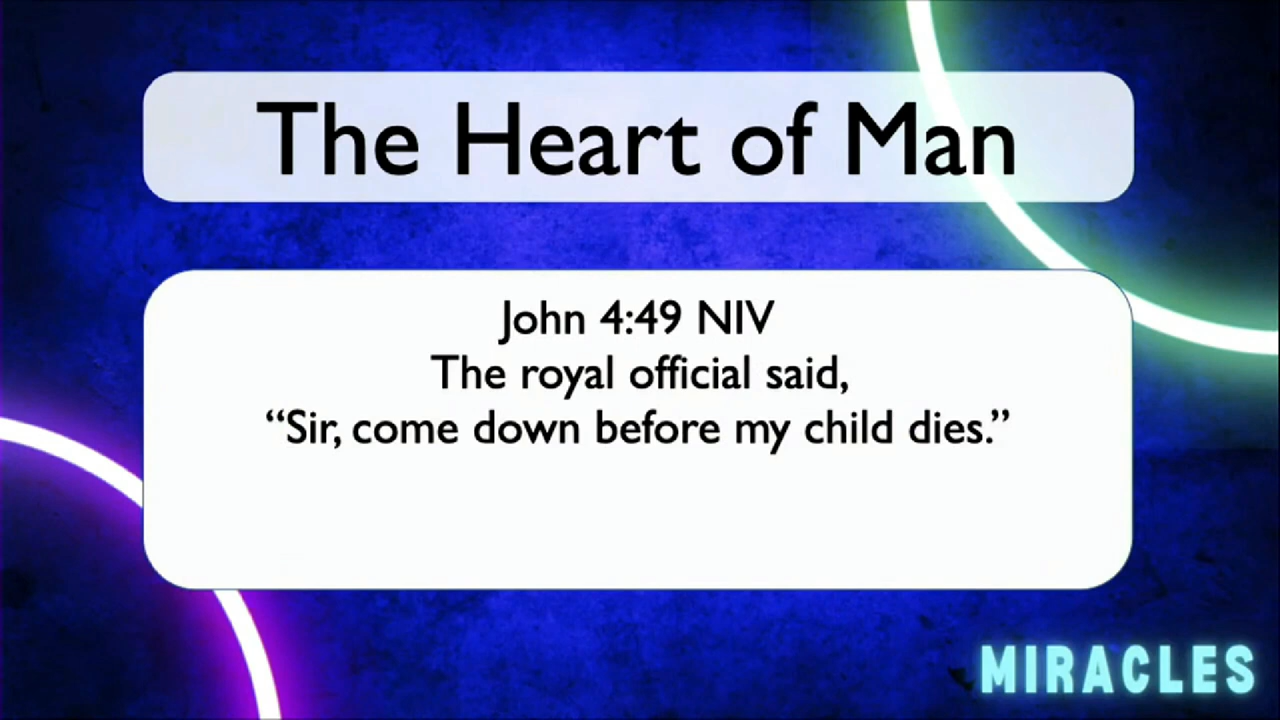 The Heart of Man
John 4:49 NIV
The royal official said,
“Sir, come down before my child dies.”
MIRACLES